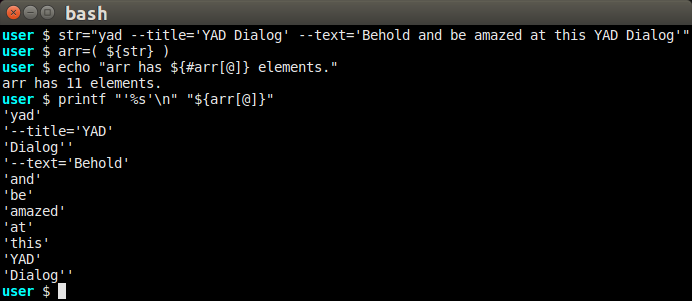 bash
user $ str="yad --title='YAD Dialog' --text='Behold and be amazed at this YAD Dialog'"
user $ arr=( ${str} )
user $ echo "arr has ${#arr[@]} elements."
arr has 11 elements.
user $ printf "'%s'\n" "${arr[@]}"
'yad'
'--title='YAD'
'Dialog''
'--text='Behold'
'and'
'be'
'amazed'
'at'
'this'
'YAD'
'Dialog''
user $